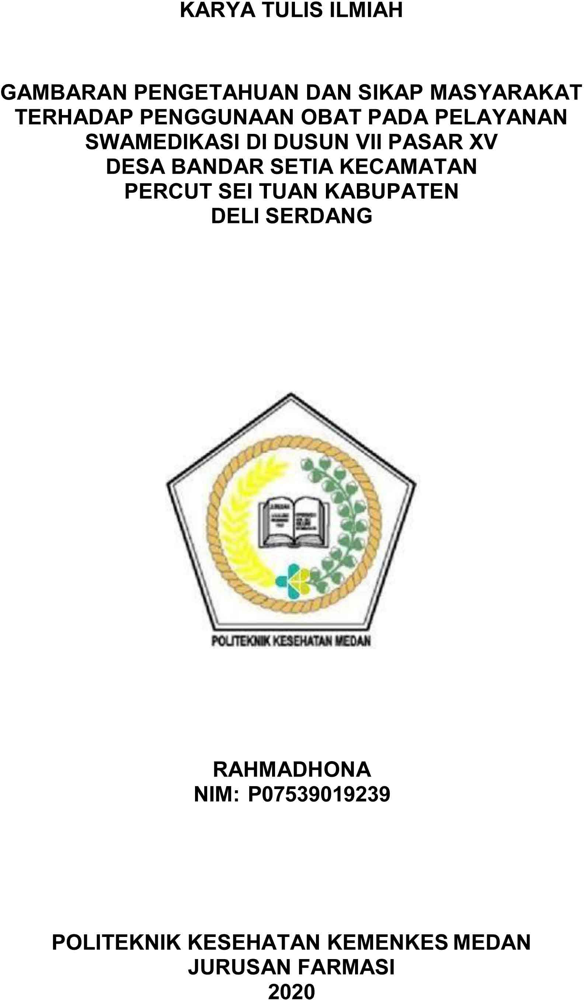 KARYA TULIS ILMIAH
GAMBARAN PENGETAHUAN DAN SIKAP MASYARAKAT
TERHADAP PENGGUNAAN OBAT PADA PELAYANAN
SWAMEDIKASI DI DUSUN VII PASAR XV
DESA BANDAR SETIA KECAMATAN
PERCUT SEI TUAN KABUPATEN
DELI SERDANG
POLITEKNIK KESEHATAN MEDAN
RAHMADHONA
NIM: P07539019239
POLITEKNIK KESEHATAN KEMENKES MEDAN
JURUSAN FARMASI
2020